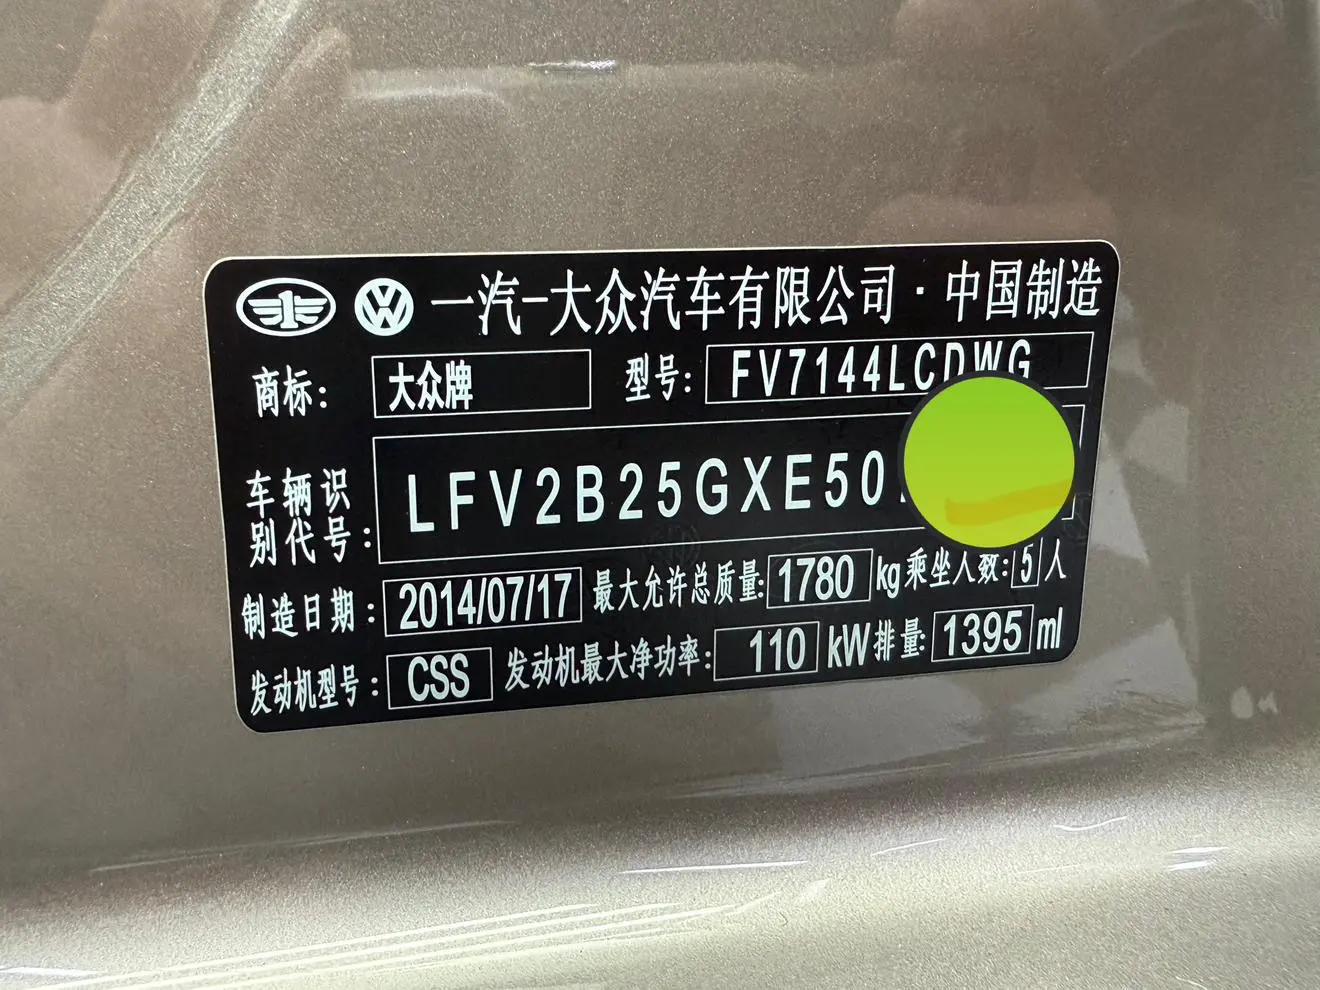 一汽-大众汽车有限公司·中国制造
商标: 大众牌 型号: FV7144LCDWG
车辆识别代号: LFV2B25GXE50
制造日期: 2014/07/17 最大允许总质量: 1780 kg 乘坐人数: 5 人
发动机型号: CSS 发动机最大净功率: 110 kW 排量: 1395 ml